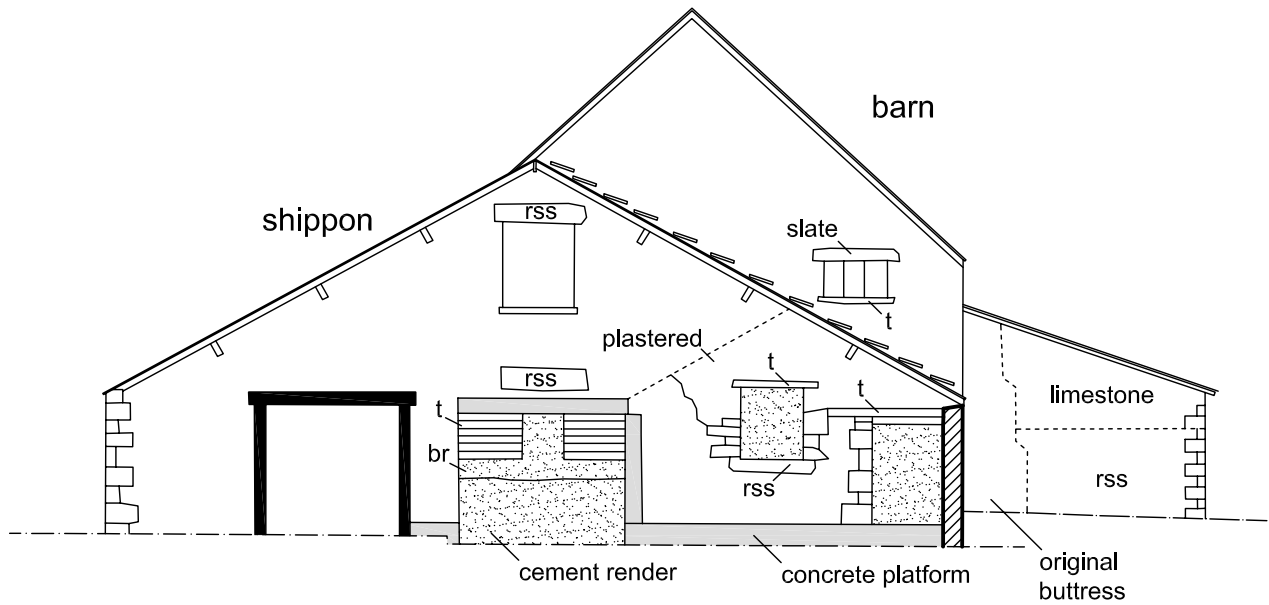 barn
shippon
rss
slate
t
plastered
t
rss
t
t
limestone
t
br
rss
rss
cement render
concrete platform
original
buttress